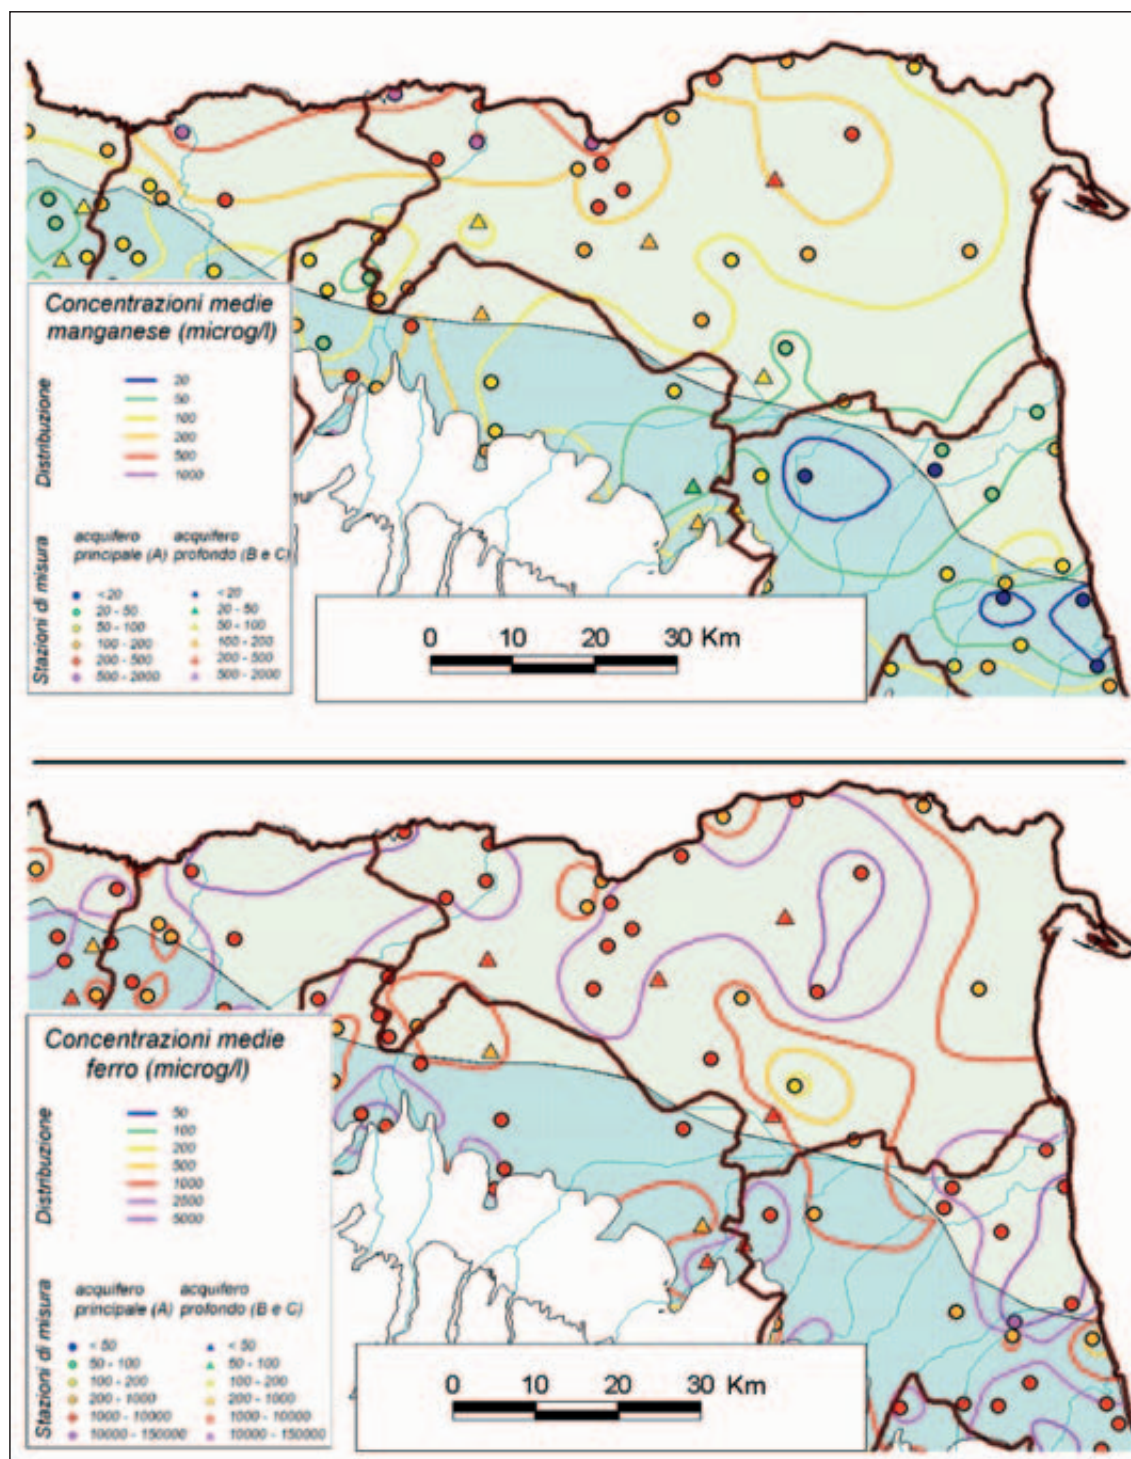 Concentrazioni medie
manganese (microg/l)
Distribuzione
20
50
100
200
500
1000
Stazioni di misura
acquifero principale (A)
acquifero profondo (B e C)
<20 <20
20 - 50 20 - 50
50 - 100 50 - 100
100 - 200 100 - 200
200 - 500 200 - 500
500 - 2000 500 - 2000
0 10 20 30 Km
Concentrazioni medie
ferro (microg/l)
Distribuzione
50
100
200
500
1000
2500
5000
Stazioni di misura
acquifero principale (A)
acquifero profondo (B e C)
< 50 < 50
50 - 100 50 - 100
100 - 200 100 - 200
200 - 1000 200 - 1000
1000 - 10000 1000 - 10000
10000 - 150000 10000 - 150000
0 10 20 30 Km